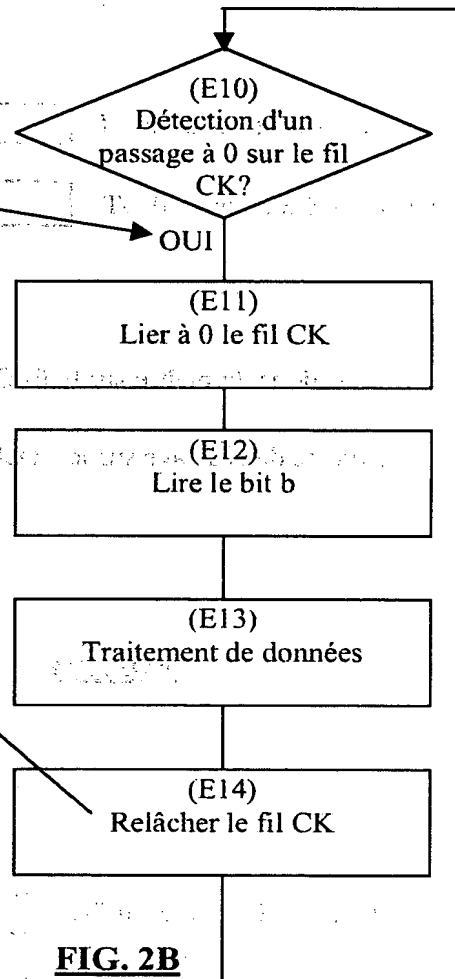 (E10)
Détection d'un
passage à 0 sur le fil
CK?
OUI
(E11)
Lier à 0 le fil CK
(E12)
Lire le bit b
(E13)
Traitement de données
(E14)
Relâcher le fil CK
FIG. 2B